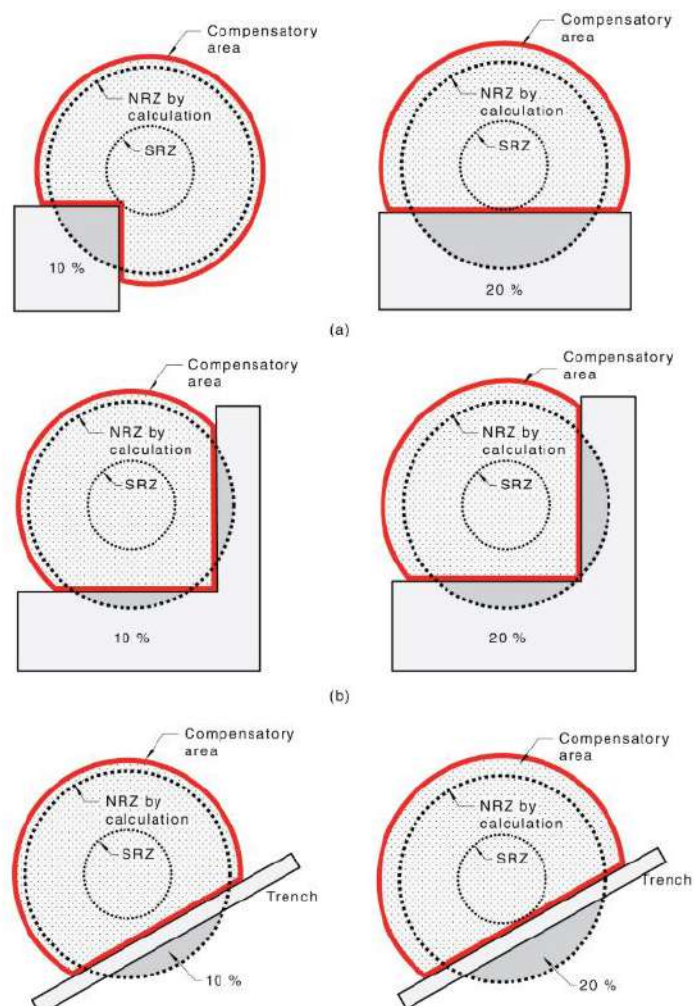 Compensatory
area
NRZ by
calculation
SRZ
10 %
Compensatory
area
NRZ by
calculation
SRZ
20 %
(a)
Compensatory
area
NRZ by
calculation
SRZ
10 %
Compensatory
area
NRZ by
calculation
SRZ
20 %
(b)
Compensatory
area
NRZ by
calculation
SRZ
Trench
10 %
Compensatory
area
NRZ by
calculation
SRZ
Trench
20 %